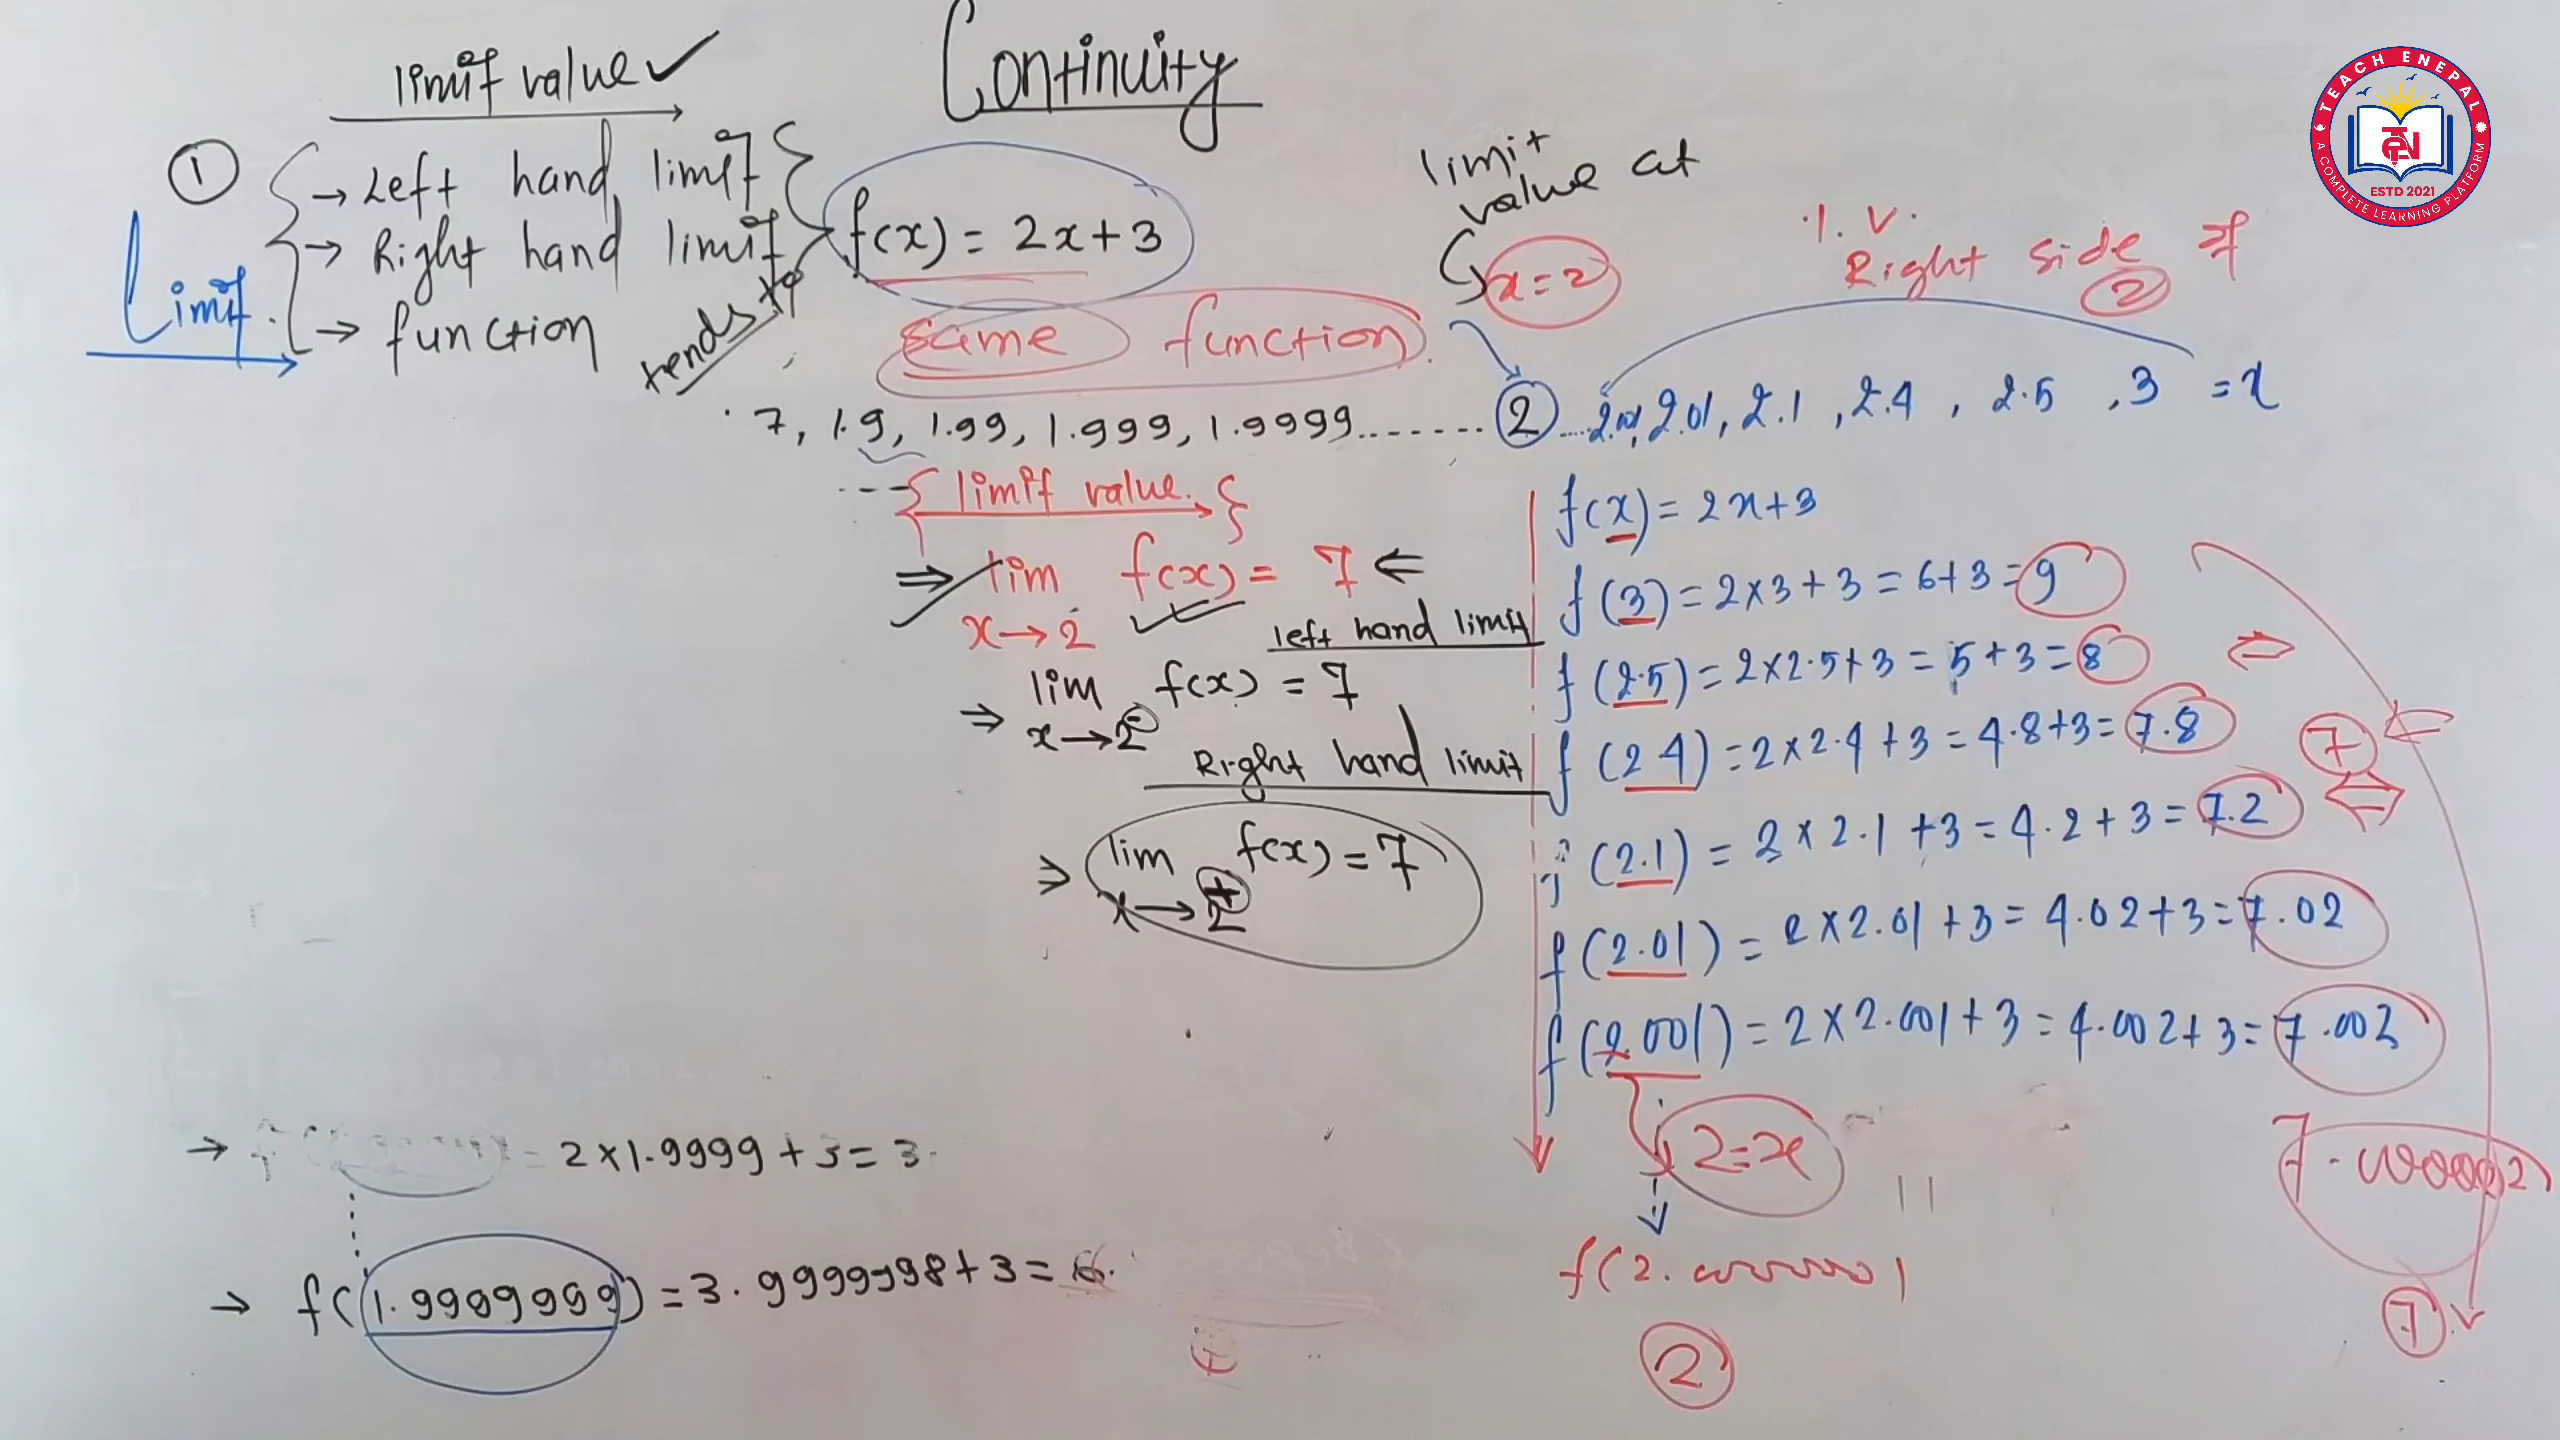 limit value ✓
Continuity
TEACH ENEPAL
A COMPLETE LEARNING PLATFORM
ESTD 2021
①
Limit
→ Left hand limit
→ Right hand limit
→ function
tends to
f(x) = 2x+3
same function
limit value at
x=2
Right side of 2
7, 1.9, 1.99, 1.999, 1.9999....... ② .... 2.01, 2.1, 2.4, 2.5, 3 = x
{ limit value. }
⇒ lim f(x) = 7 ⇐
x→2
left hand limit
⇒ lim f(x) = 7
x→2⁻
Right hand limit
⇒ lim f(x) = 7
x→2⁺
f(x) = 2x+3
f(3) = 2×3+3 = 6+3 = 9
f(2.5) = 2×2.5+3 = 5+3 = 8
f(2.4) = 2×2.4+3 = 4.8+3 = 7.8
7
(2.1) = 2×2.1+3 = 4.2+3 = 7.2
f(2.01) = 2×2.01+3 = 4.02+3 = 7.02
f(2.001) = 2×2.001+3 = 4.002+3 = 7.002
2=x
→ = 2×1.9999+3 = 3.
→ f(1.9999999) = 3.9999998+3 = 6.
2
7